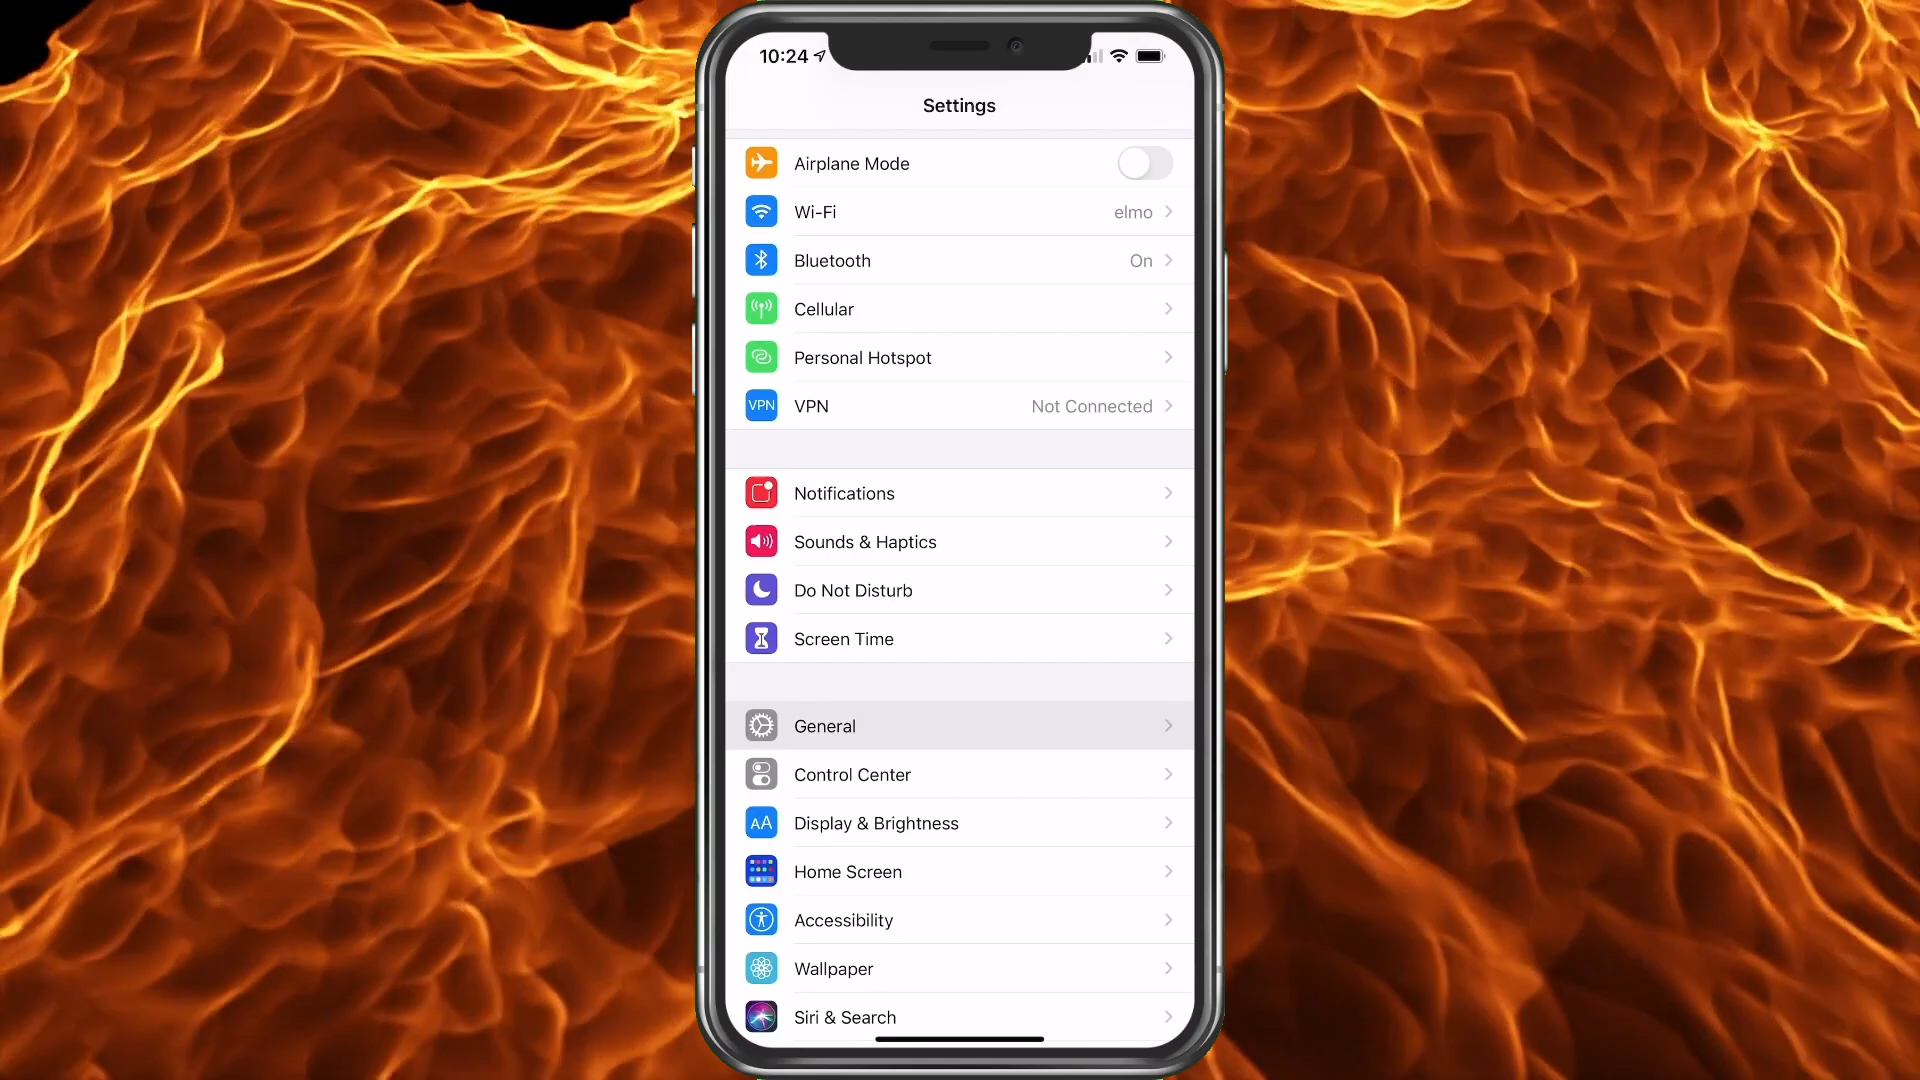 10:24
Settings
Airplane Mode
Wi-Fi elmo
Bluetooth On
Cellular
Personal Hotspot
VPN VPN Not Connected
Notifications
Sounds & Haptics
Do Not Disturb
Screen Time
General
Control Center
AA Display & Brightness
Home Screen
Accessibility
Wallpaper
Siri & Search